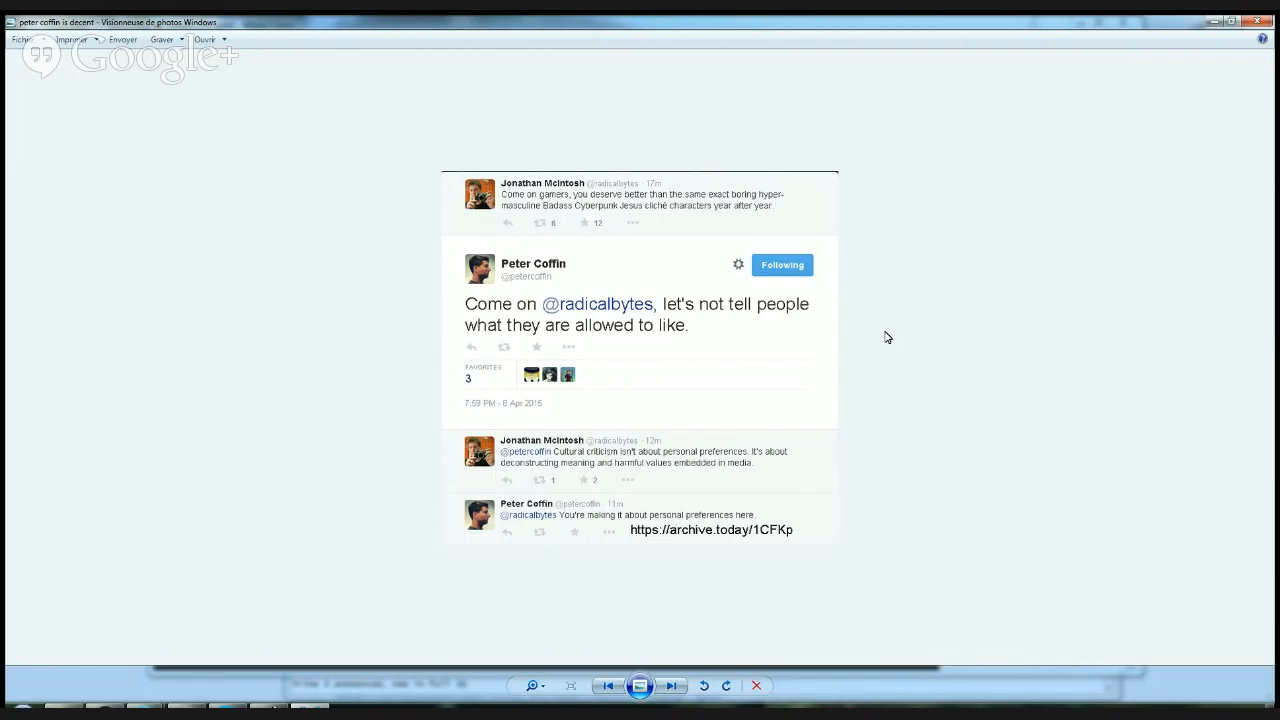 peter coffin is decent - Visionneuse de photos Windows
Fichier Imprimer Envoyer Graver Ouvrir
Google+
Jonathan McIntosh @radicalbytes · 17m
Come on gamers, you deserve better than the same exact boring hyper-
masculine Badass Cyberpunk Jesus cliché characters year after year.
6 12
Peter Coffin
@petercoffin
Following
Come on @radicalbytes, let's not tell people
what they are allowed to like.
FAVORITES
3
7:59 PM - 8 Apr 2015
Jonathan McIntosh @radicalbytes · 12m
@petercoffin Cultural criticism isn't about personal preferences. It's about
deconstructing meaning and harmful values embedded in media.
1 2
Peter Coffin @petercoffin · 11m
@radicalbytes You're making it about personal preferences here.
https://archive.today/1CFKp